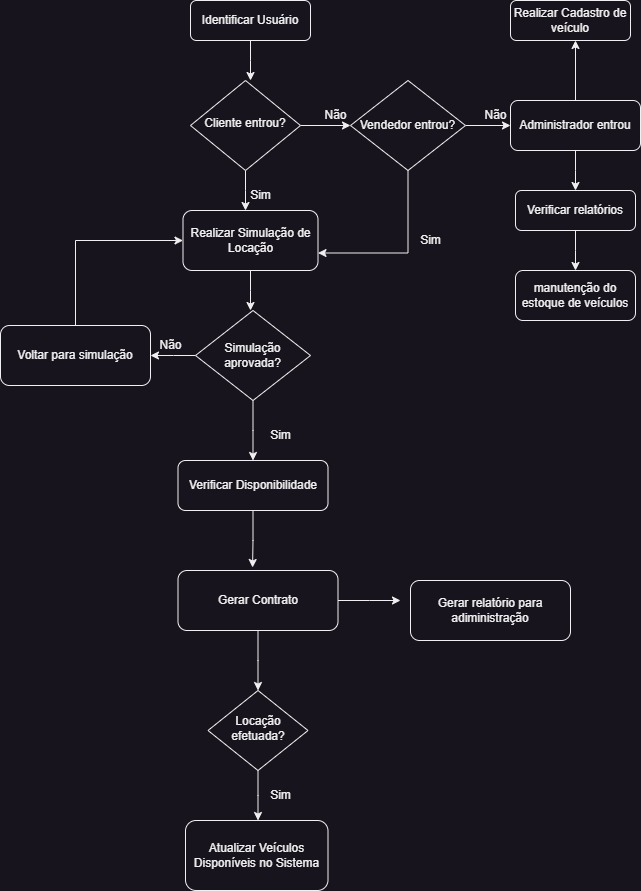 Identificar Usuário
Realizar Cadastro de
veículo
Cliente entrou?
Não
Vendedor entrou?
Não
Administrador entrou
Sim
Verificar relatórios
Realizar Simulação de
Locação
Sim
manutenção do
estoque de veículos
Voltar para simulação
Não
Simulação
aprovada?
Sim
Verificar Disponibilidade
Gerar Contrato
Gerar relatório para
adiministração
Locação
efetuada?
Sim
Atualizar Veículos
Disponíveis no Sistema